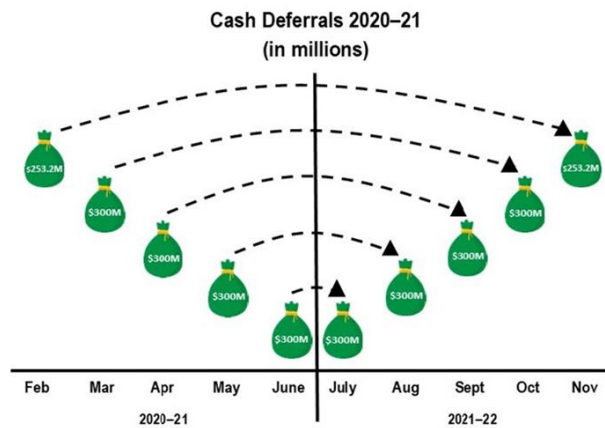 Cash Deferrals 2020–21
(in millions)
$253.2M
$253.2M
$300M
$300M
$300M
$300M
$300M
$300M
$300M
$300M
Feb Mar Apr May June July Aug Sept Oct Nov
2020–21 2021–22